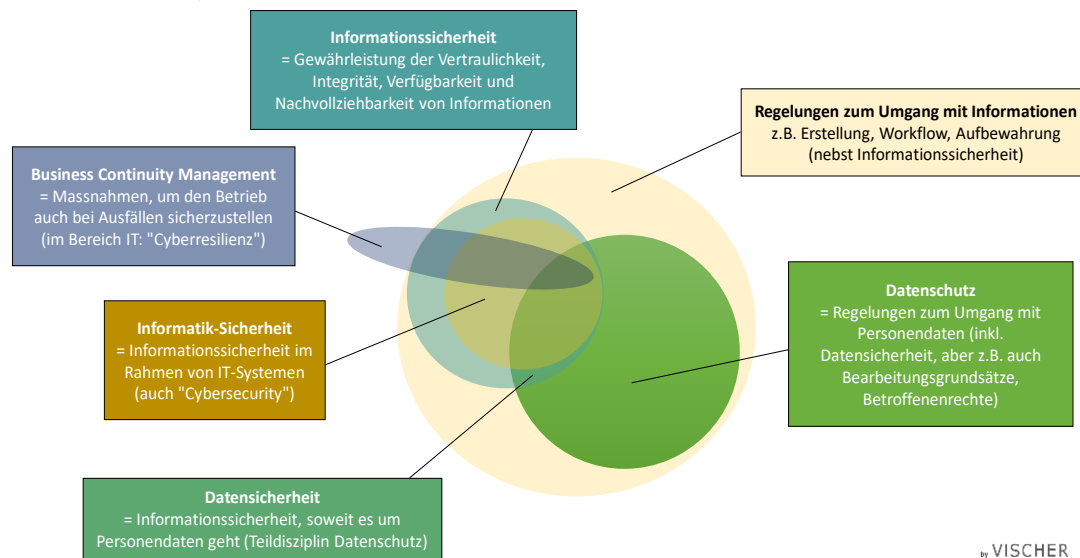 Informationssicherheit
= Gewährleistung der Vertraulichkeit,
Integrität, Verfügbarkeit und
Nachvollziehbarkeit von Informationen
Regelungen zum Umgang mit Informationen
z.B. Erstellung, Workflow, Aufbewahrung
(nebst Informationssicherheit)
Business Continuity Management
= Massnahmen, um den Betrieb
auch bei Ausfällen sicherzustellen
(im Bereich IT: "Cyberresilienz")
Datenschutz
= Regelungen zum Umgang mit
Personendaten (inkl.
Datensicherheit, aber z.B. auch
Bearbeitungsgrundsätze,
Betroffenenrechte)
Informatik-Sicherheit
= Informationssicherheit im
Rahmen von IT-Systemen
(auch "Cybersecurity")
Datensicherheit
= Informationssicherheit, soweit es um
Personendaten geht (Teildisziplin Datenschutz)
by VISCHER